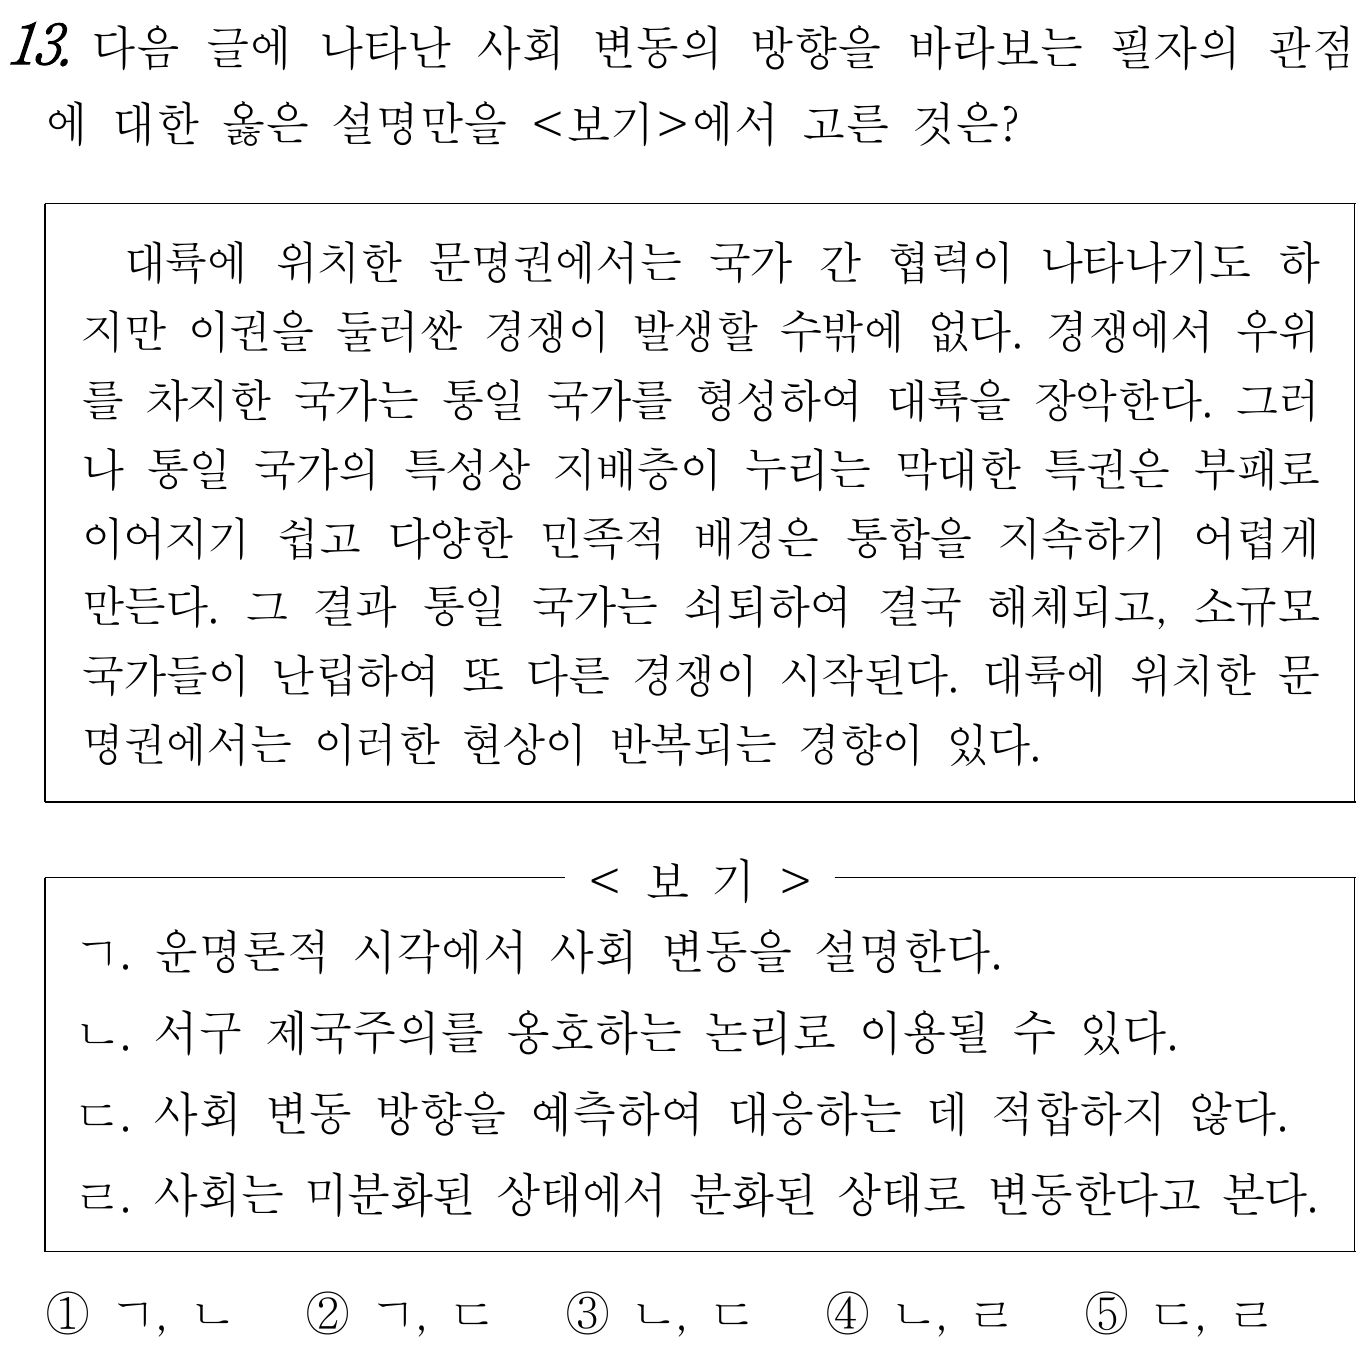 13. 다음 글에 나타난 사회 변동의 방향을 바라보는 필자의 관점
에 대한 옳은 설명만을 <보기>에서 고른 것은?
대륙에 위치한 문명권에서는 국가 간 협력이 나타나기도 하
지만 이권을 둘러싼 경쟁이 발생할 수밖에 없다. 경쟁에서 우위
를 차지한 국가는 통일 국가를 형성하여 대륙을 장악한다. 그러
나 통일 국가의 특성상 지배층이 누리는 막대한 특권은 부패로
이어지기 쉽고 다양한 민족적 배경은 통합을 지속하기 어렵게
만든다. 그 결과 통일 국가는 쇠퇴하여 결국 해체되고, 소규모
국가들이 난립하여 또 다른 경쟁이 시작된다. 대륙에 위치한 문
명권에서는 이러한 현상이 반복되는 경향이 있다.
< 보 기 >
ㄱ. 운명론적 시각에서 사회 변동을 설명한다.
ㄴ. 서구 제국주의를 옹호하는 논리로 이용될 수 있다.
ㄷ. 사회 변동 방향을 예측하여 대응하는 데 적합하지 않다.
ㄹ. 사회는 미분화된 상태에서 분화된 상태로 변동한다고 본다.
① ㄱ, ㄴ ② ㄱ, ㄷ ③ ㄴ, ㄷ ④ ㄴ, ㄹ ⑤ ㄷ, ㄹ